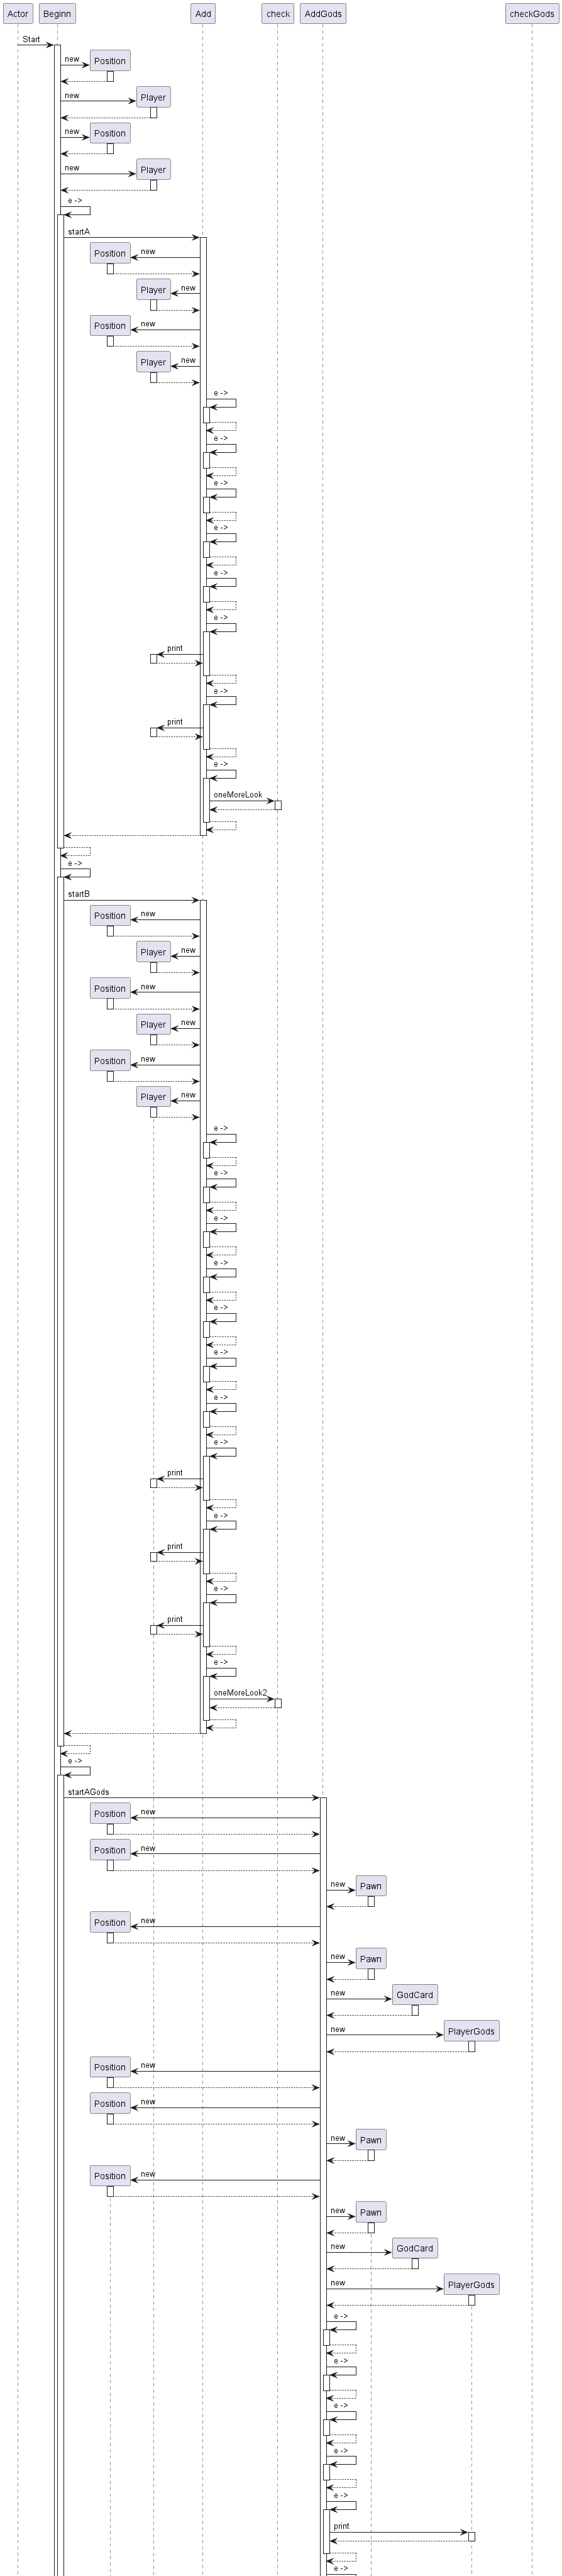 Actor Beginn Add check AddGods checkGods
Start
new Position
new Player
new Position
new Player
e ->
startA
Position new
Player new
Position new
Player new
e ->
e ->
e ->
e ->
e ->
e ->
print
e ->
print
e ->
oneMoreLook
e ->
startB
Position new
Player new
Position new
Player new
Position new
Player new
e ->
e ->
e ->
e ->
e ->
e ->
e ->
e ->
print
e ->
print
e ->
print
e ->
oneMoreLook2
e ->
startAGods
Position new
Position new
new Pawn
Position new
new Pawn
new GodCard
new PlayerGods
Position new
Position new
new Pawn
Position new
new Pawn
new GodCard
new PlayerGods
e ->
e ->
e ->
e ->
e ->
print
e ->